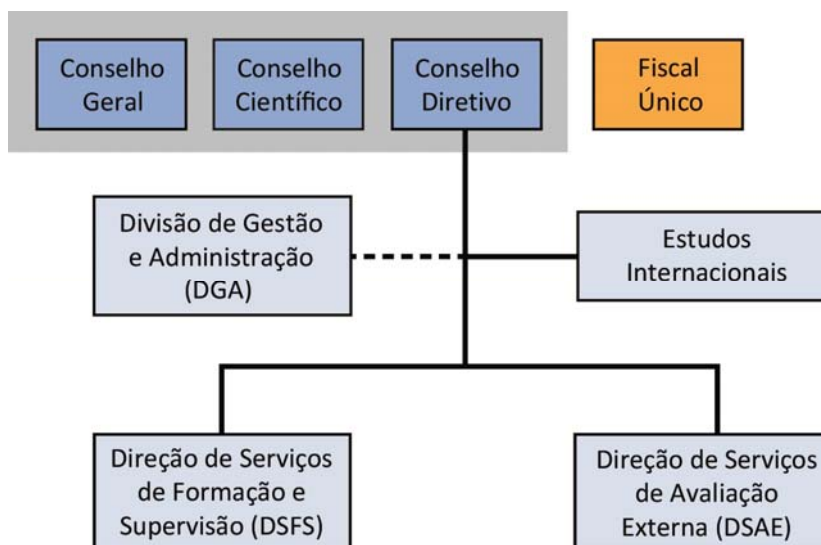 Conselho
Geral
Conselho
Científico
Conselho
Diretivo
Fiscal
Único
Divisão de Gestão
e Administração
(DGA)
Estudos
Internacionais
Direção de Serviços
de Formação e
Supervisão (DSFS)
Direção de Serviços
de Avaliação
Externa (DSAE)